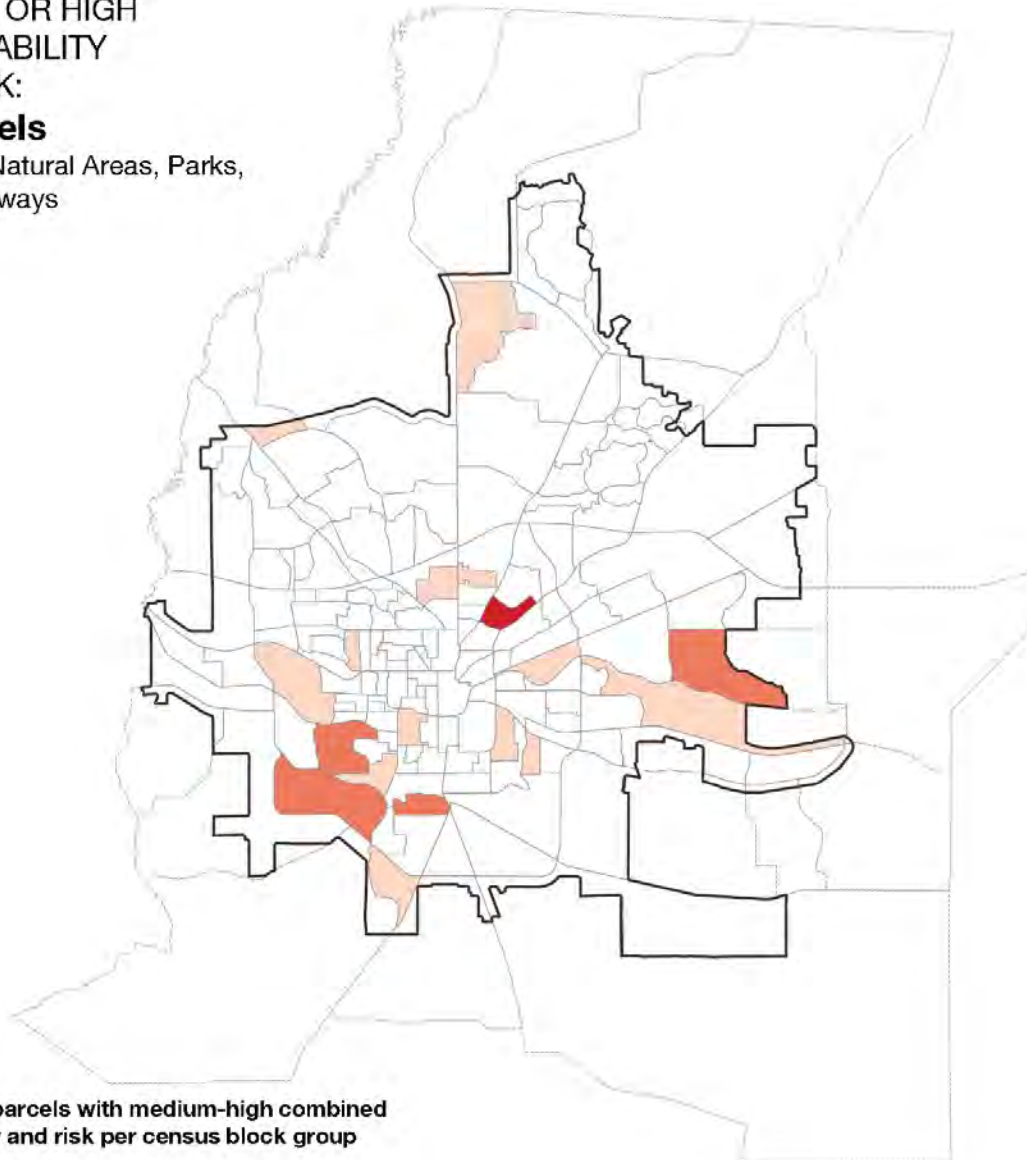 OR HIGH
ABILITY
K:
els
Natural Areas, Parks,
ways
parcels with medium-high combined
and risk per census block group